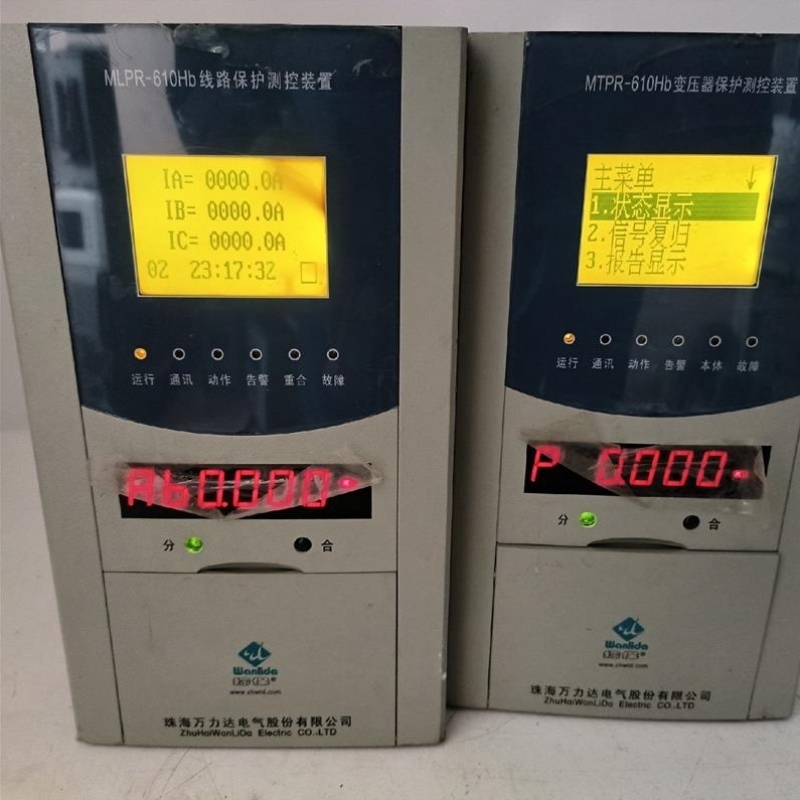 MLPR-610Hb线路保护测控装置
IA= 0000.0A
IB= 0000.0A
IC= 0000.0A
02 23:17:32
运行 通讯 动作 告警 重合 故障
Ab0.000
分 合
Wanlida
www.zhwld.com
珠海万力达电气股份有限公司
ZhuHaiWanLiDa Electric CO.,LTD
MTPR-610Hb变压器保护测控装置
主菜单 ↓
1.状态显示
2.信号复归
3.报告显示
运行 通讯 动作 告警 本体 故障
P 0.000
分 合
Wanlida
www.zhwld.com
珠海万力达电气股份有限公司
ZhuHaiWanLiDa Electric CO.,LTD